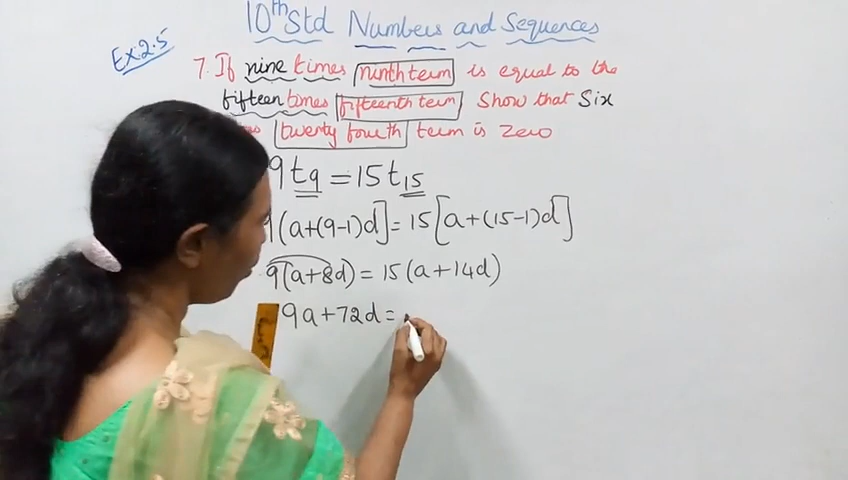 10th Std Numbers and Sequences
Ex:2.5
7. If nine times ninth term is equal to the
fifteen times fifteenth term Show that Six
twenty fourth term is Zero
9t9 = 15t15
9(a+(9-1)d] = 15[a+(15-1)d]
9(a+8d) = 15(a+14d)
9a+72d=